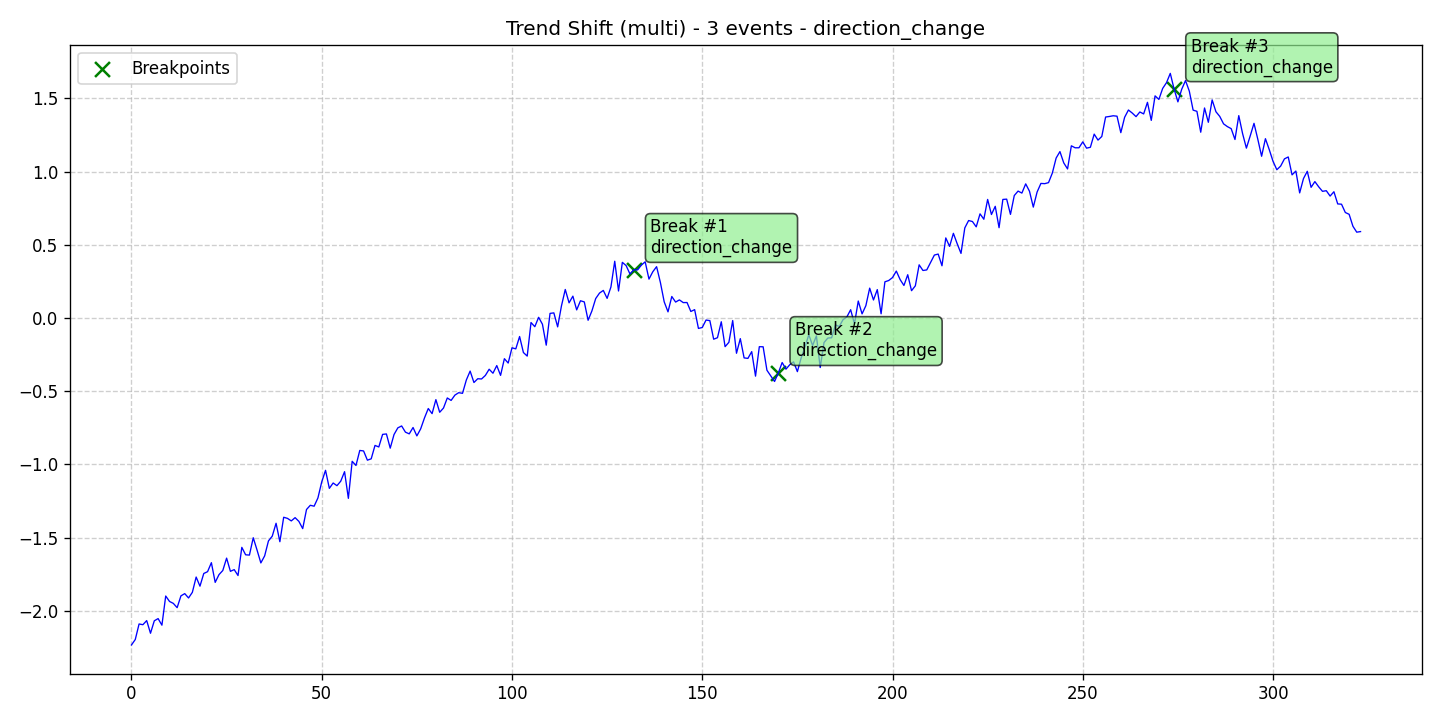 Trend Shift (multi) - 3 events - direction_change
Breakpoints
Break #3
direction_change
Break #1
direction_change
Break #2
direction_change
1.5
1.0
0.5
0.0
−0.5
−1.0
−1.5
−2.0
0 50 100 150 200 250 300